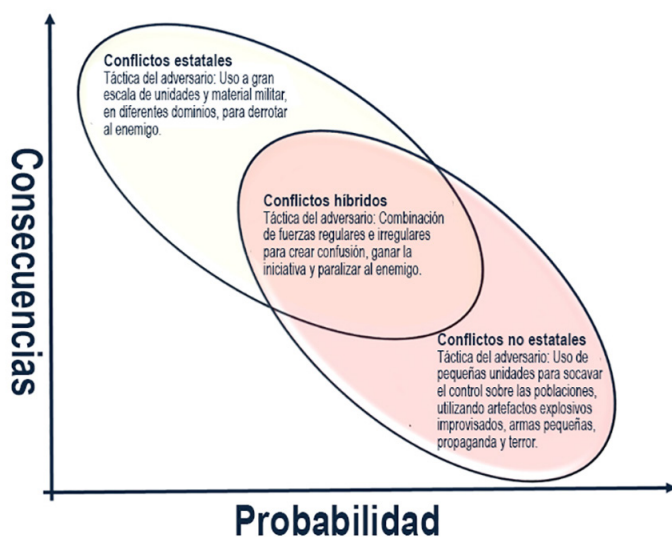 Conflictos estatales
Táctica del adversario: Uso a gran
escala de unidades y material militar,
en diferentes dominios, para derrotar
al enemigo.
Consecuencias
Conflictos híbridos
Táctica del adversario: Combinación
de fuerzas regulares e irregulares
para crear confusión, ganar la
iniciativa y paralizar al enemigo.
Conflictos no estatales
Táctica del adversario: Uso de
pequeñas unidades para socavar
el control sobre las poblaciones,
utilizando artefactos explosivos
improvisados, armas pequeñas,
propaganda y terror.
Probabilidad